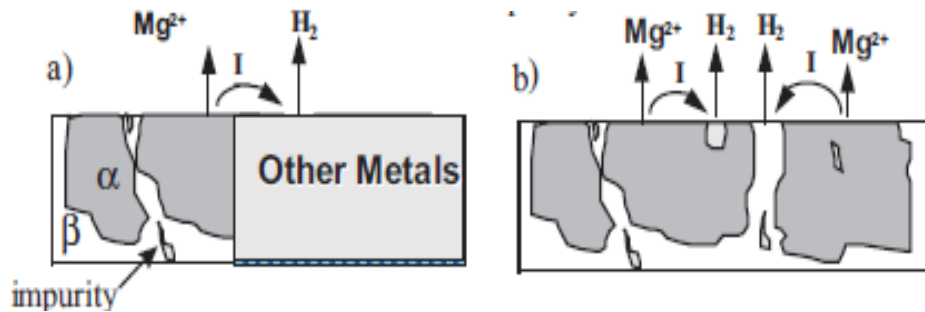 a)
Mg²⁺
I
H₂
α
β
Other Metals
impurity
b)
Mg²⁺
H₂
H₂
Mg²⁺
I
I